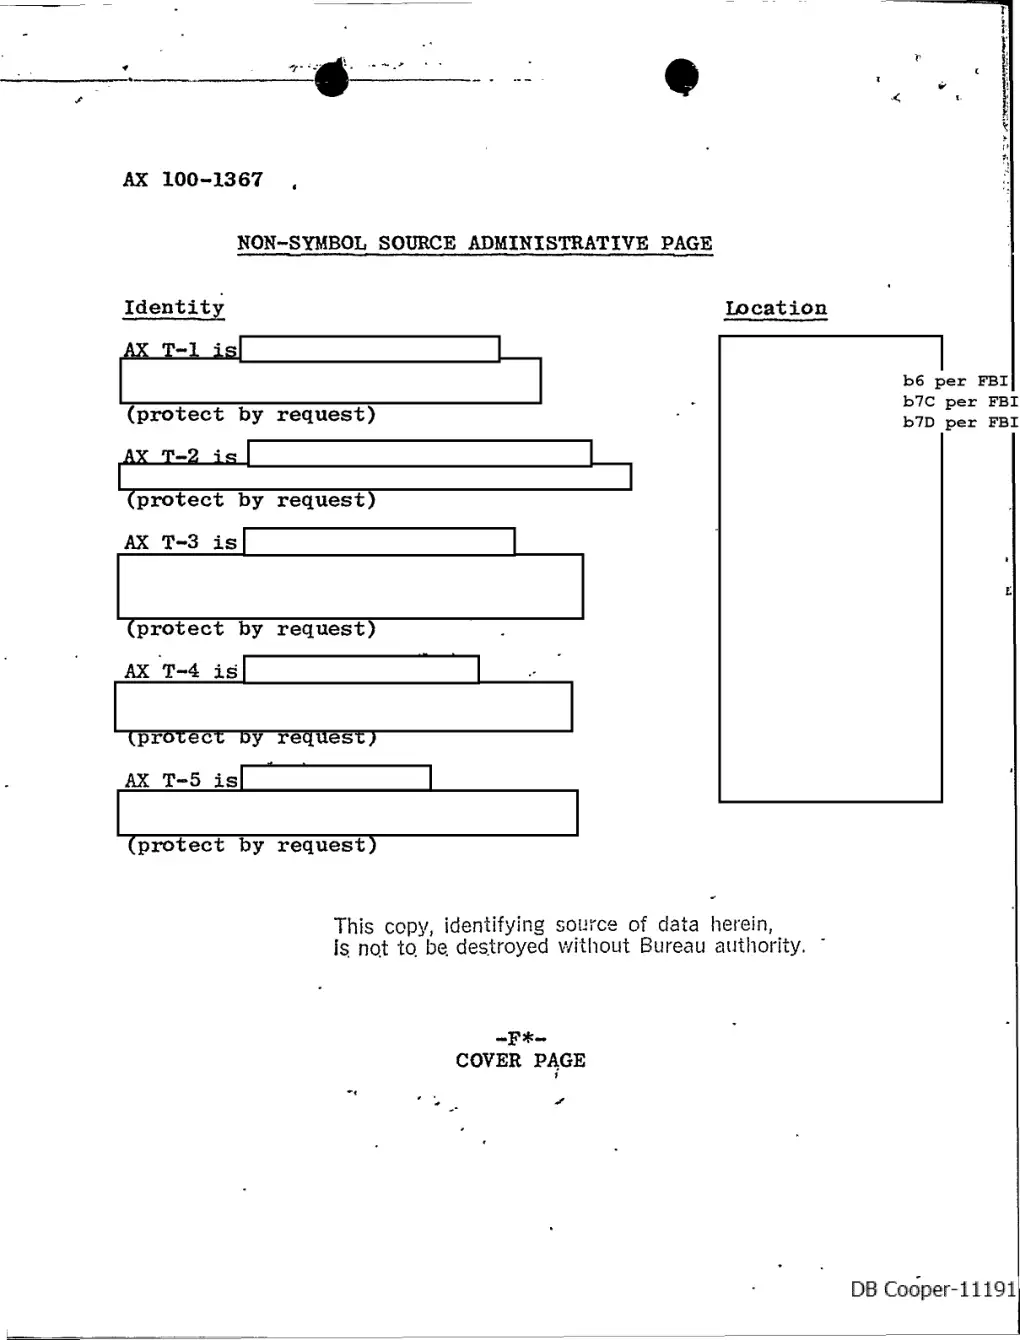 AX 100-1367
NON-SYMBOL SOURCE ADMINISTRATIVE PAGE
Identity
Location
AX T-1 is
b6 per FBI
b7C per FBI
b7D per FBI
(protect by request)
AX T-2 is
(protect by request)
AX T-3 is
(protect by request)
AX T-4 is
(protect by request)
AX T-5 is
(protect by request)
This copy, identifying source of data herein,
is not to be destroyed without Bureau authority.
-F*-
COVER PAGE
DB Cooper-11191